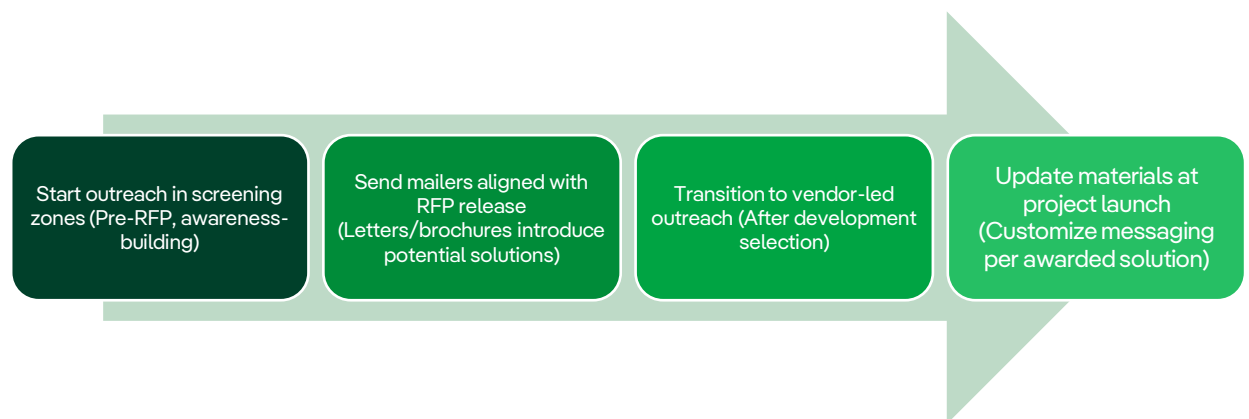 Start outreach in screening
zones (Pre-RFP, awareness-
building)
Send mailers aligned with
RFP release
(Letters/brochures introduce
potential solutions)
Transition to vendor-led
outreach (After development
selection)
Update materials at
project launch
(Customize messaging
per awarded solution)